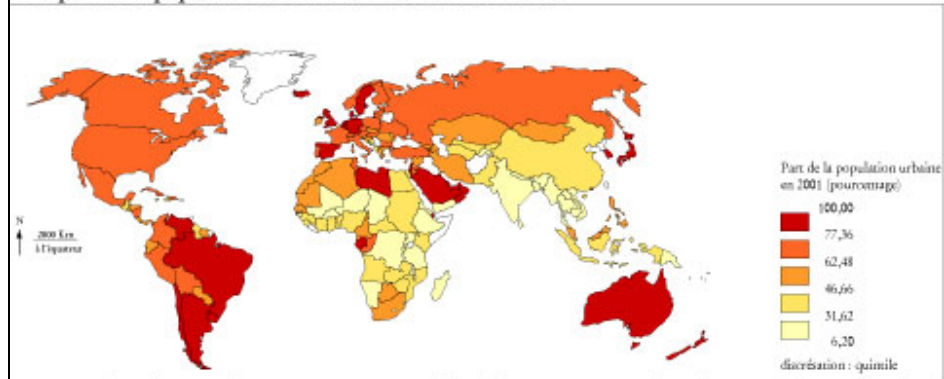 N
2000 Km
à l'équateur
Part de la population urbaine
en 2001 (pourcentage)
100,00
77,36
62,48
46,66
31,62
6,20
discrésation : quintile